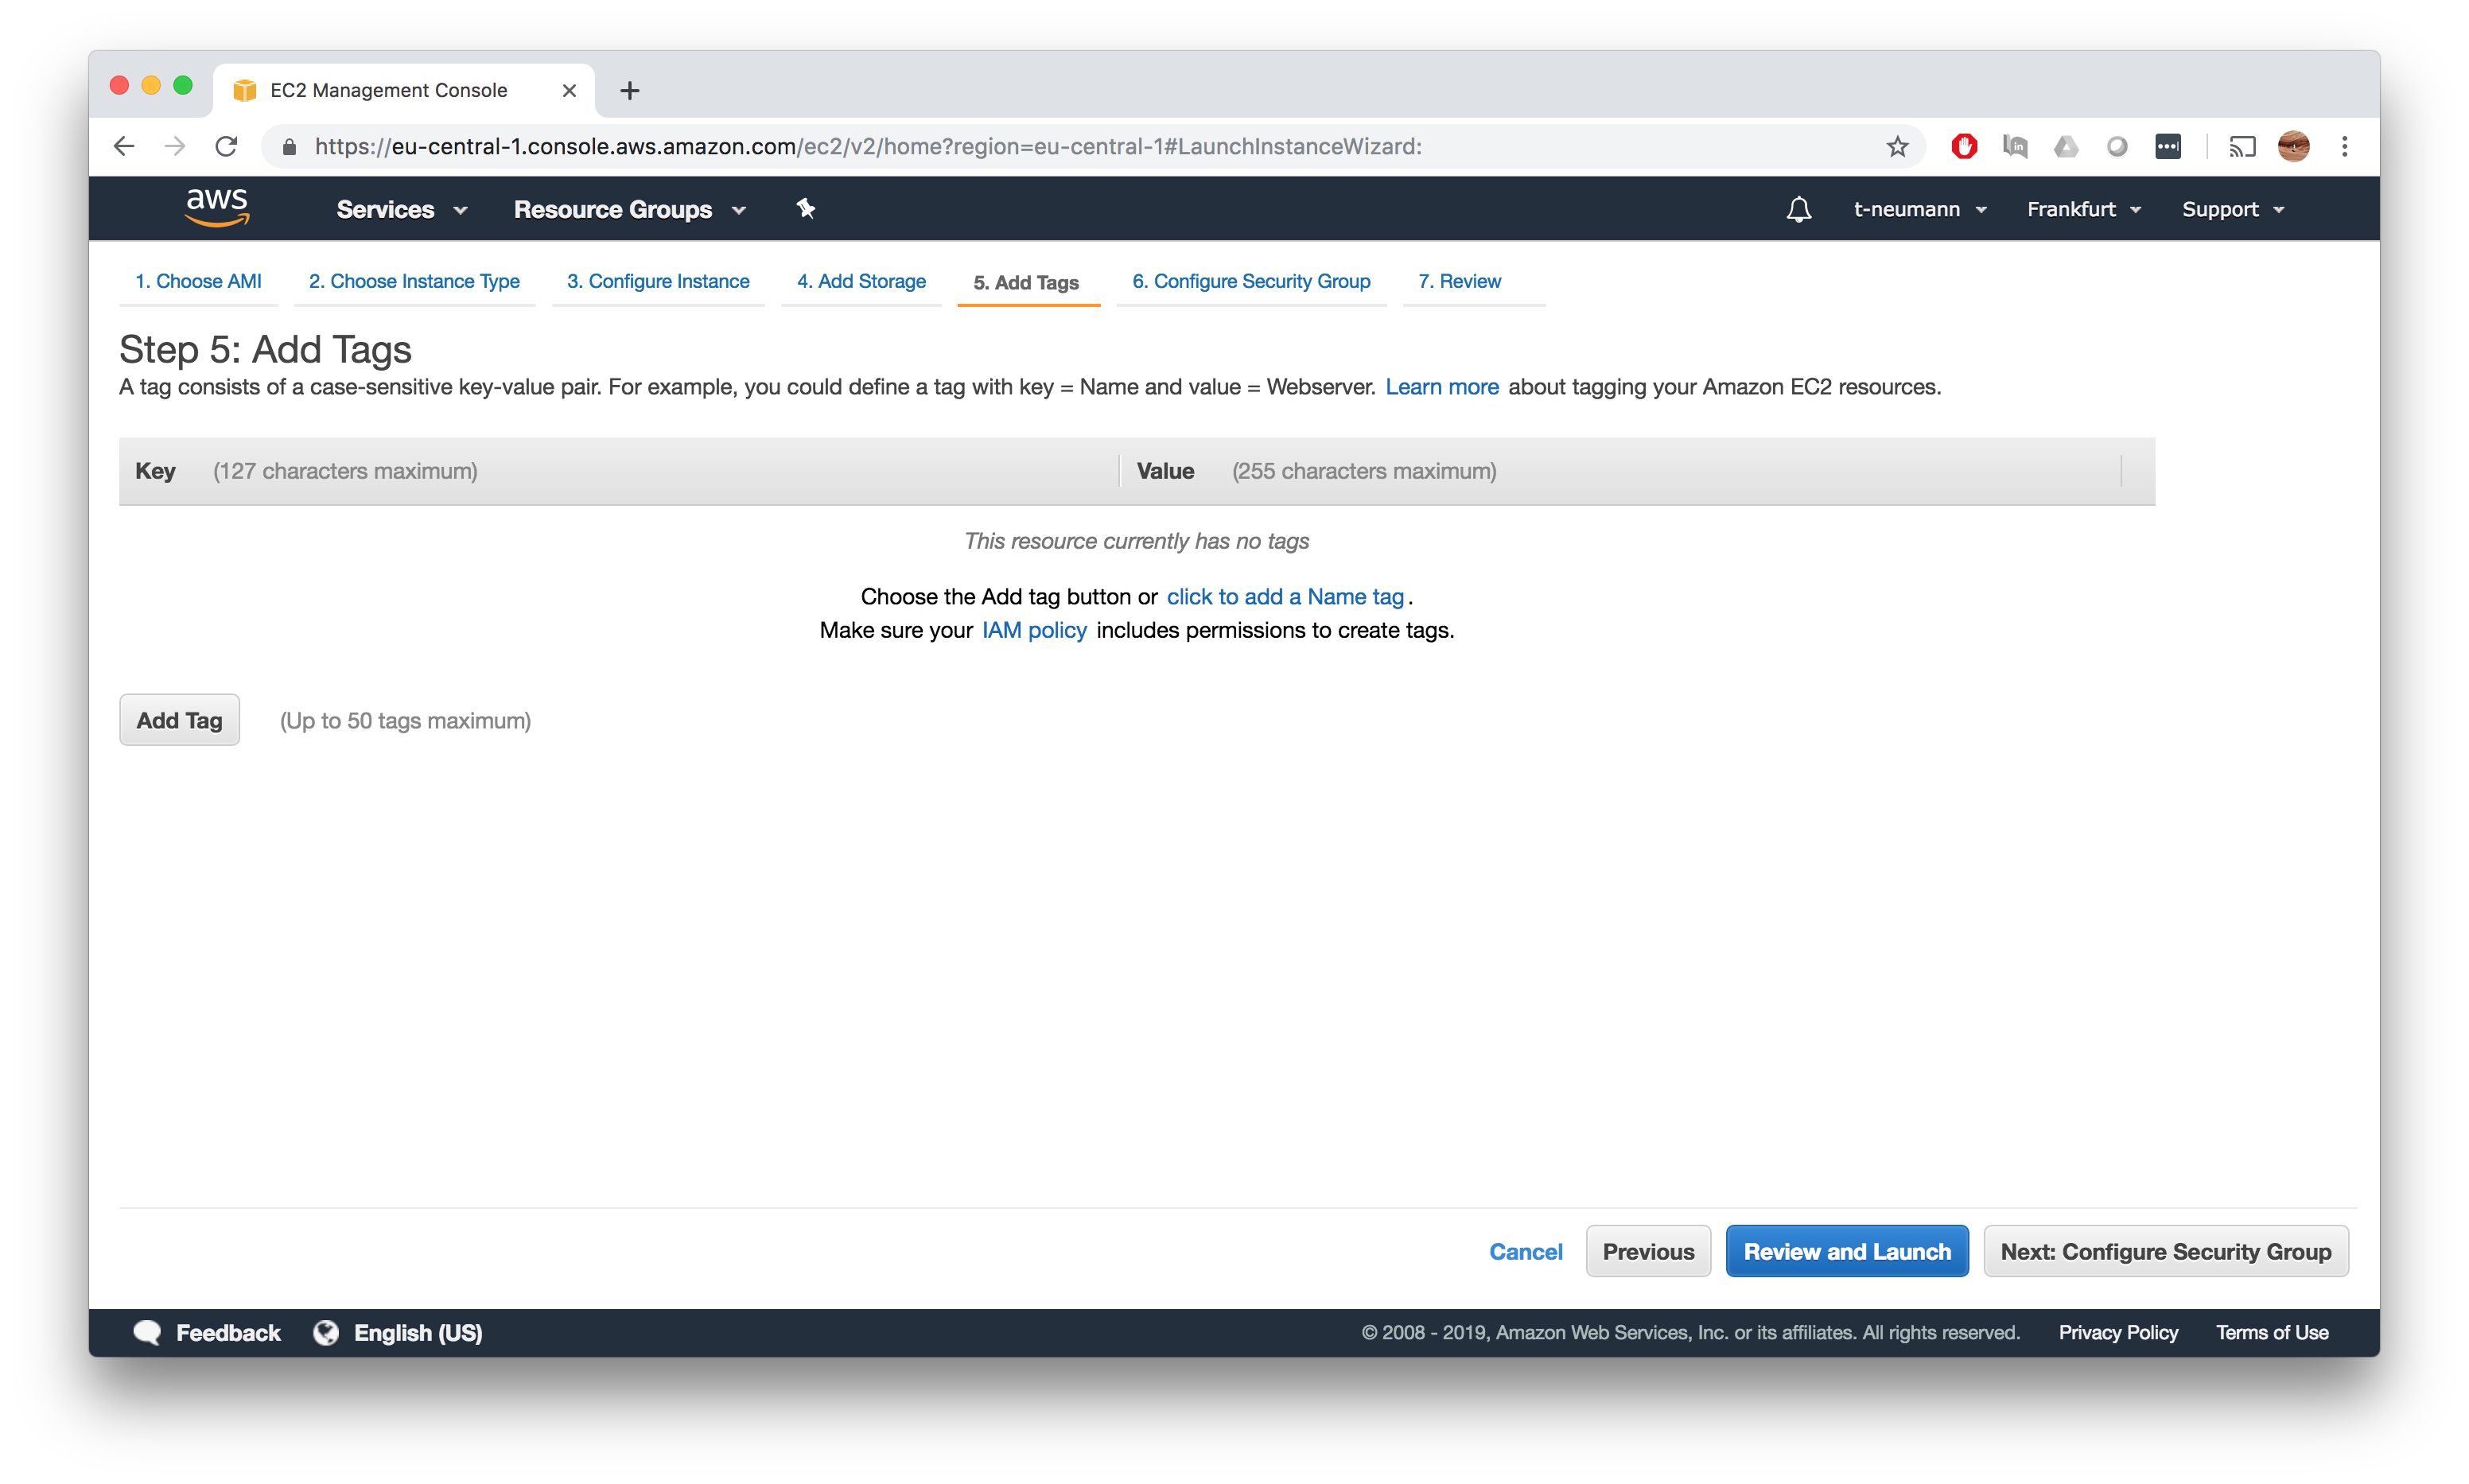 EC2 Management Console
https://eu-central-1.console.aws.amazon.com/ec2/v2/home?region=eu-central-1#LaunchInstanceWizard:
aws Services Resource Groups t-neumann Frankfurt Support
1. Choose AMI 2. Choose Instance Type 3. Configure Instance 4. Add Storage 5. Add Tags 6. Configure Security Group 7. Review
Step 5: Add Tags
A tag consists of a case-sensitive key-value pair. For example, you could define a tag with key = Name and value = Webserver. Learn more about tagging your Amazon EC2 resources.
Key (127 characters maximum) Value (255 characters maximum)
This resource currently has no tags
Choose the Add tag button or click to add a Name tag.
Make sure your IAM policy includes permissions to create tags.
Add Tag (Up to 50 tags maximum)
Cancel Previous Review and Launch Next: Configure Security Group
Feedback English (US) © 2008 - 2019, Amazon Web Services, Inc. or its affiliates. All rights reserved. Privacy Policy Terms of Use